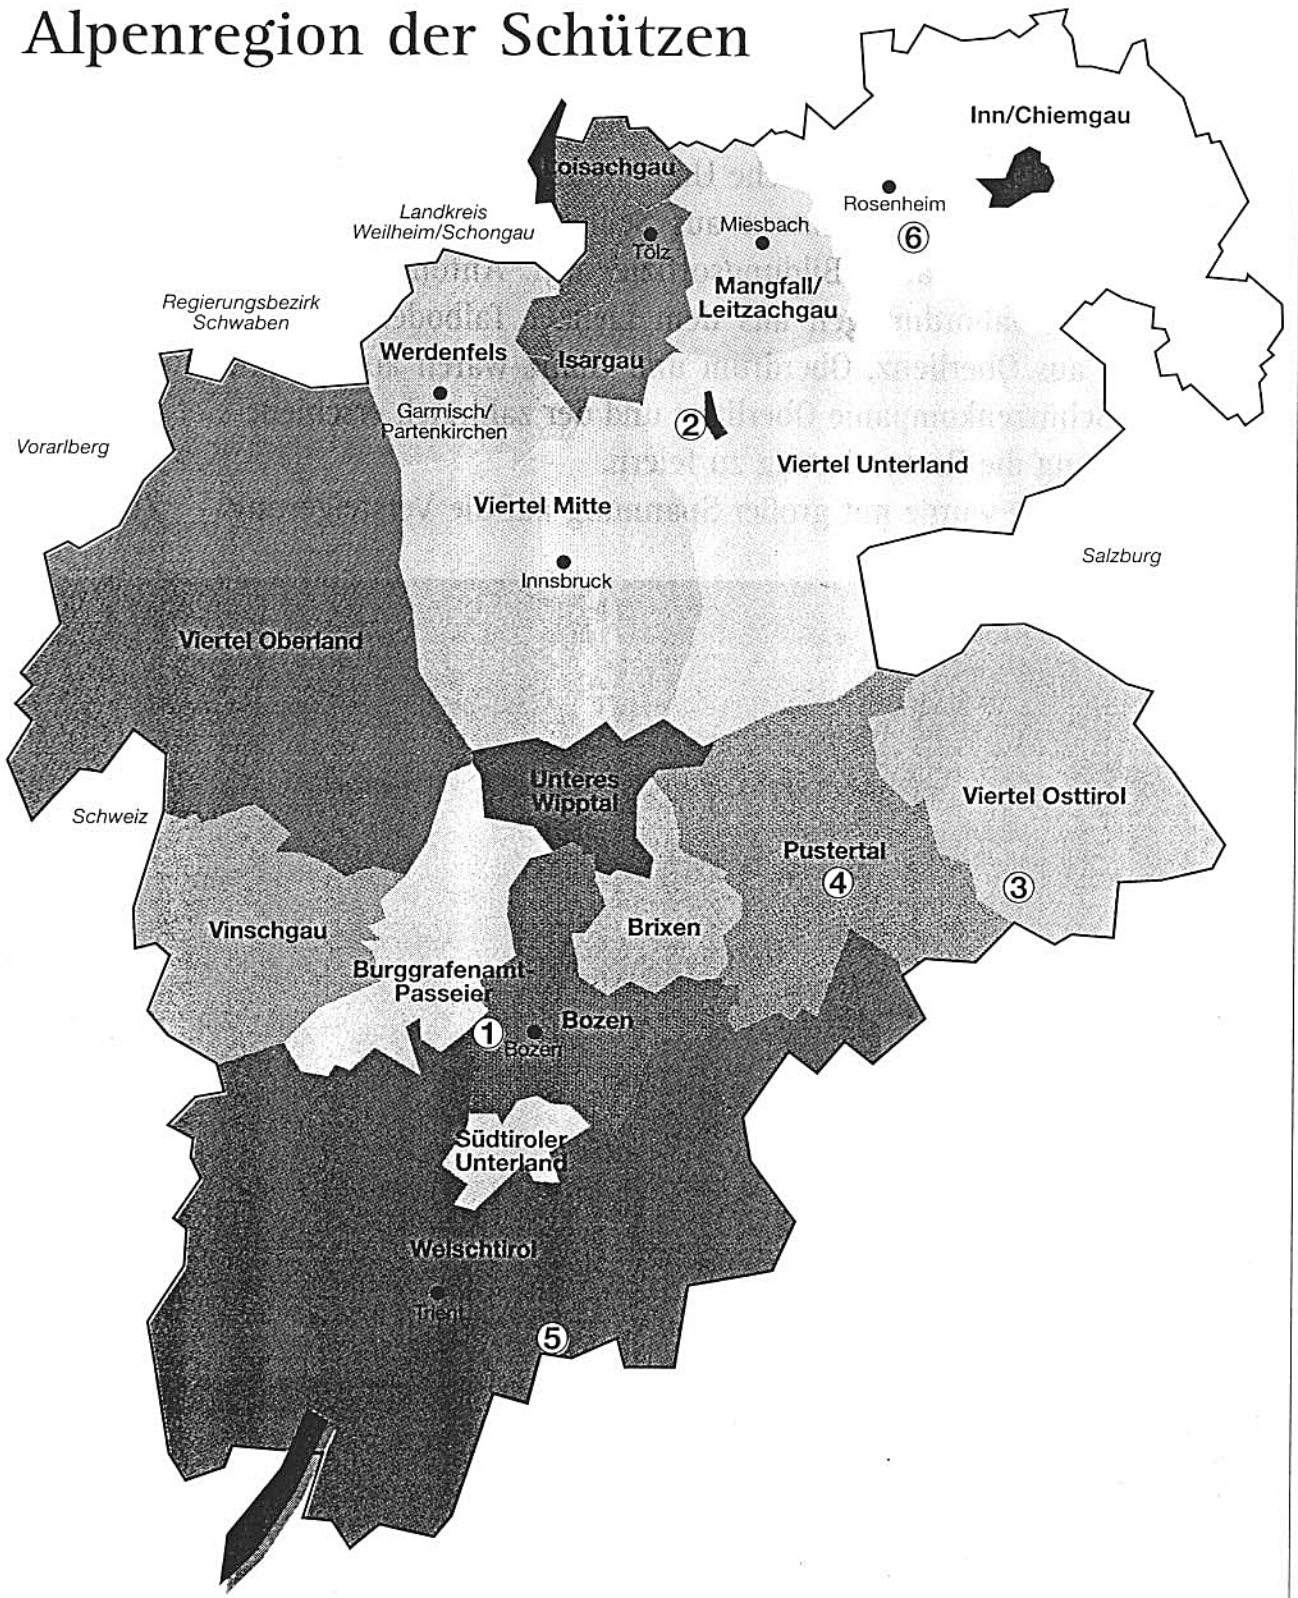 Alpenregion der Schützen
Inn/Chiemgau
Loisachgau
Rosenheim
Landkreis
Weilheim/Schongau
Miesbach
6
Tölz
Mangfall/
Leitzachgau
Regierungsbezirk
Schwaben
Werdenfels
Isargau
Garmisch/
Partenkirchen
2
Vorarlberg
Viertel Unterland
Viertel Mitte
Salzburg
Innsbruck
Viertel Oberland
Unteres
Wipptal
Viertel Osttirol
Schweiz
Pustertal
4
3
Vinschgau
Brixen
Burggrafenamt-
Passeier
Bozen
1
Bozen
Südtiroler
Unterland
Welschtirol
Trient
5